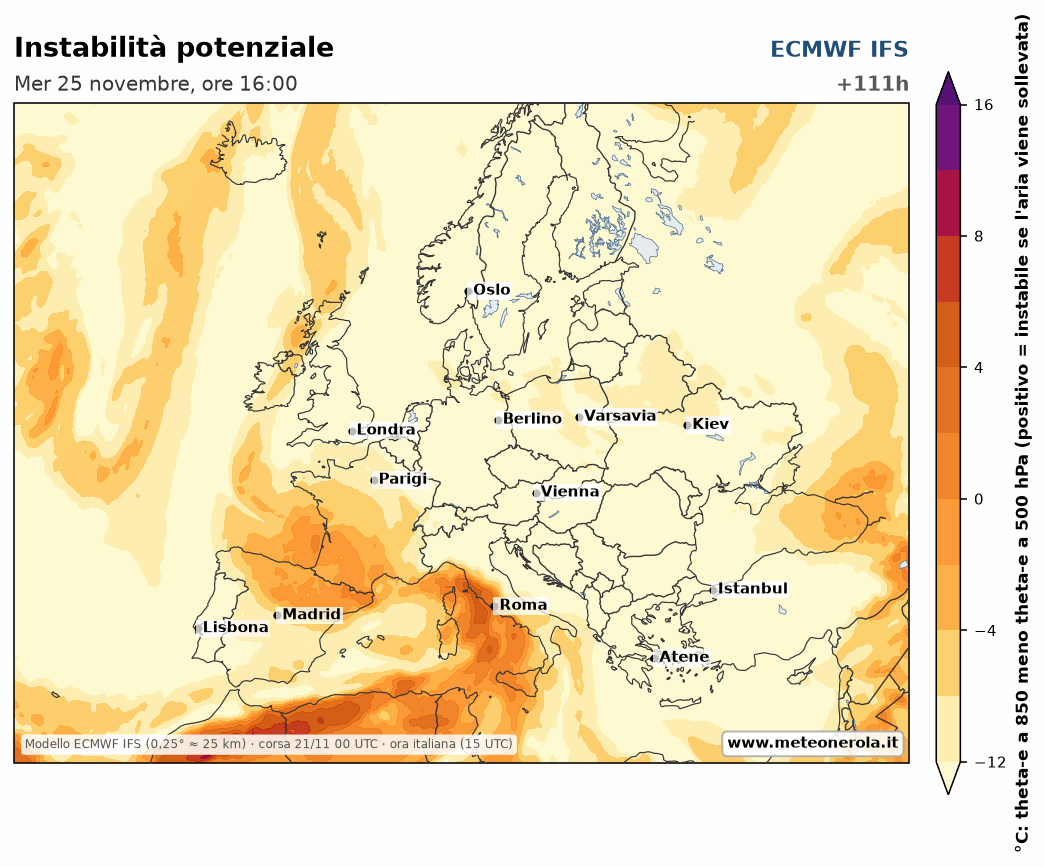 Instabilità potenziale
ECMWF IFS
Mer 25 novembre, ore 16:00
+111h
Oslo
Londra
Berlino
Varsavia
Kiev
Parigi
Vienna
Istanbul
Roma
Madrid
Lisbona
Atene
Modello ECMWF IFS (0,25° ≈ 25 km) · corsa 21/11 00 UTC · ora italiana (15 UTC)
www.meteonerola.it
16
8
4
0
−4
−12
°C: theta-e a 850 meno theta-e a 500 hPa (positivo = instabile se l'aria viene sollevata)